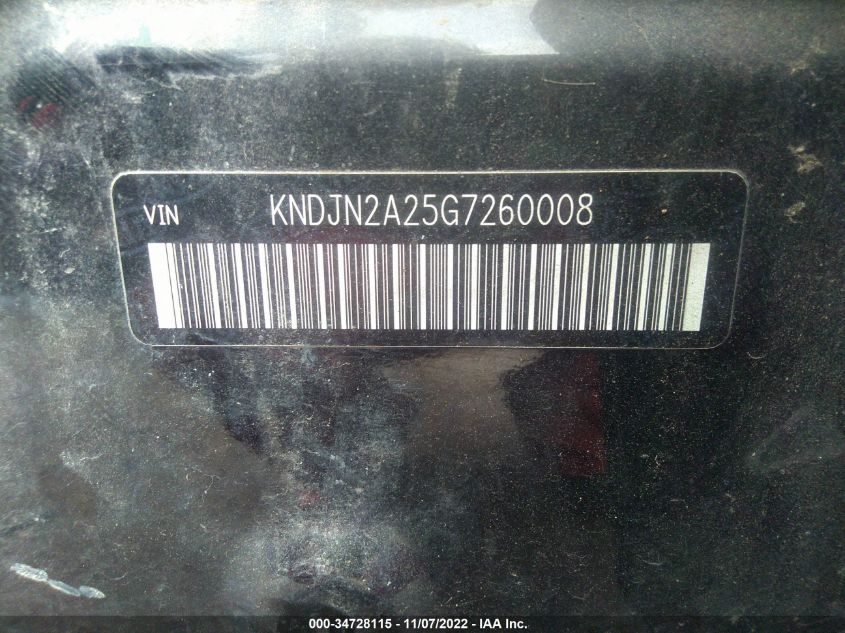 VIN KNDJN2A25G7260008
000-34728115 - 11/07/2022 - IAA Inc.